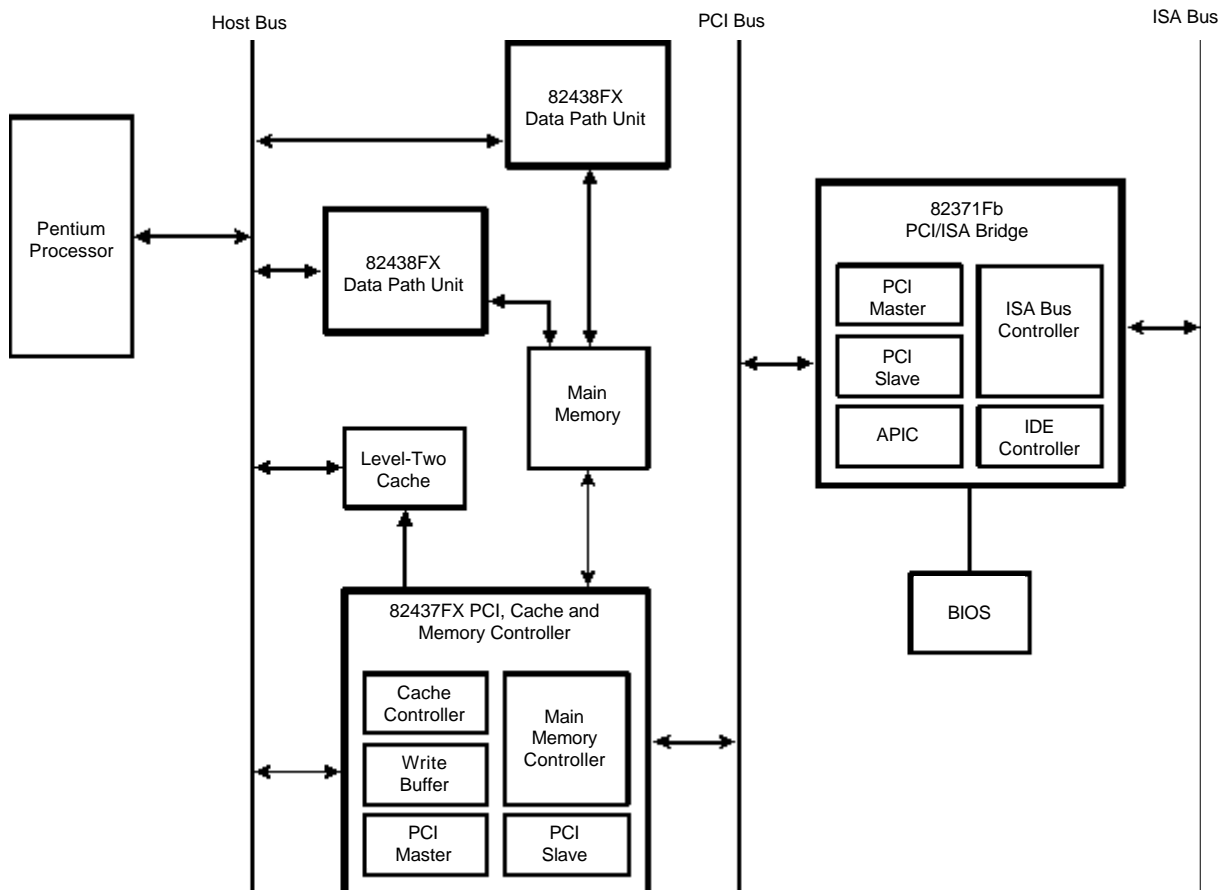 Host Bus
PCI Bus
ISA Bus
82438FX
Data Path Unit
Pentium
Processor
82438FX
Data Path Unit
82371Fb
PCI/ISA Bridge
PCI
Master
ISA Bus
Controller
PCI
Slave
APIC
IDE
Controller
Main
Memory
Level-Two
Cache
BIOS
82437FX PCI, Cache and
Memory Controller
Cache
Controller
Main
Memory
Controller
Write
Buffer
PCI
Master
PCI
Slave